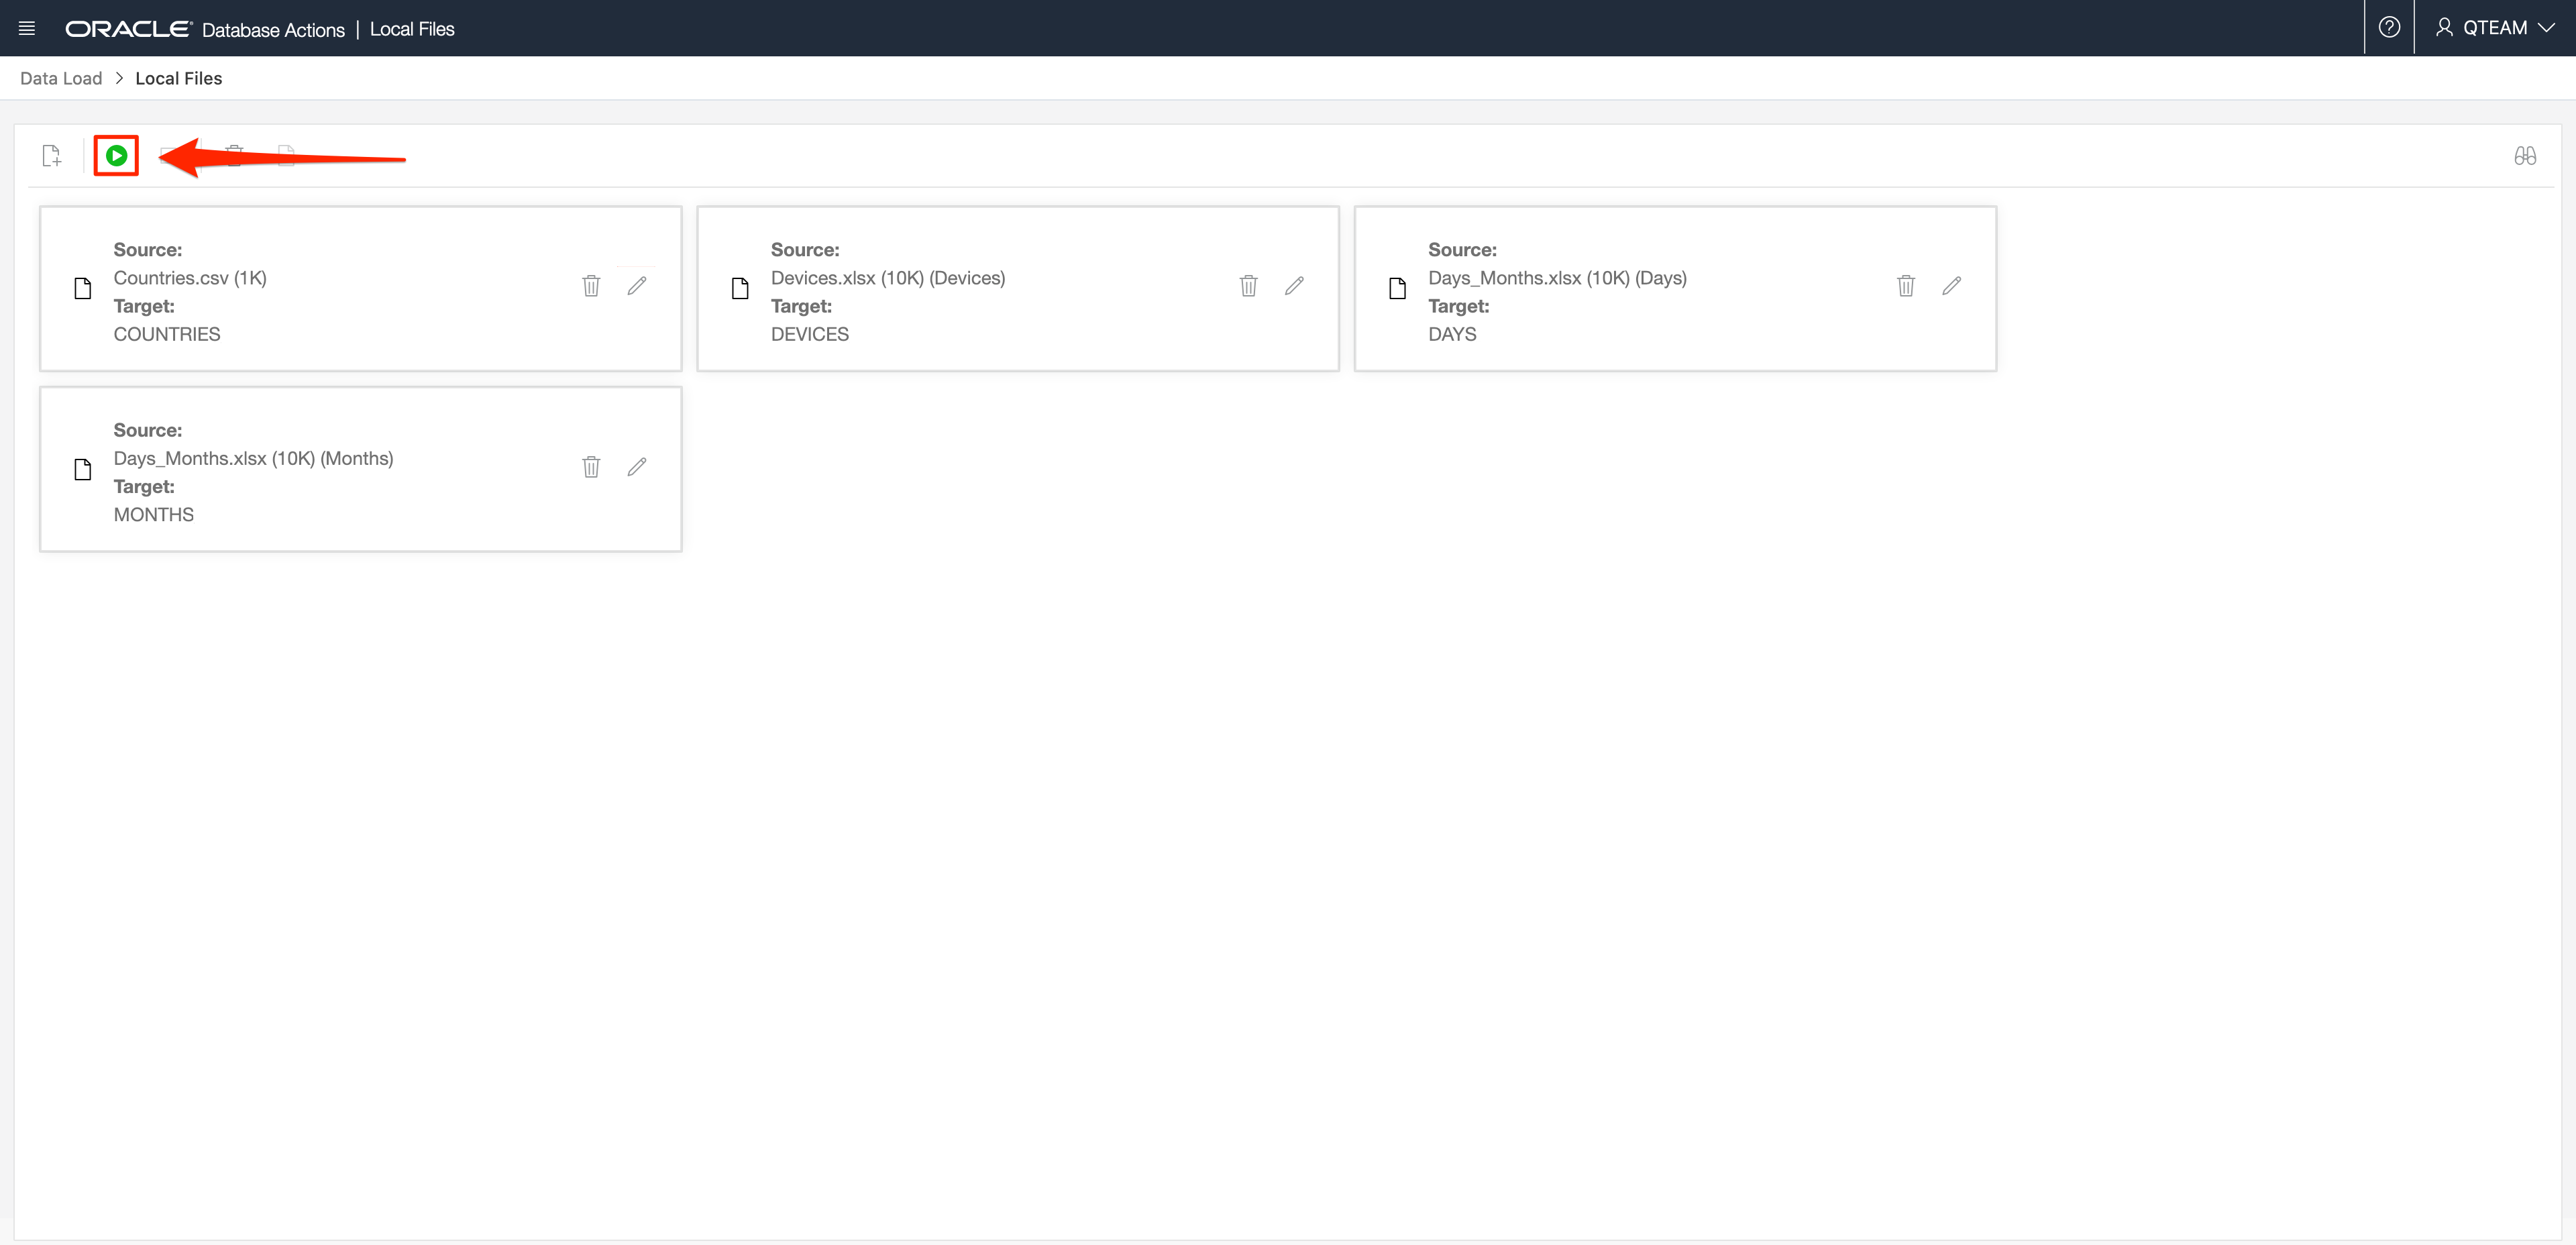 ORACLE Database Actions | Local Files
QTEAM
Data Load > Local Files
Source:
Countries.csv (1K)
Target:
COUNTRIES
Source:
Devices.xlsx (10K) (Devices)
Target:
DEVICES
Source:
Days_Months.xlsx (10K) (Days)
Target:
DAYS
Source:
Days_Months.xlsx (10K) (Months)
Target:
MONTHS